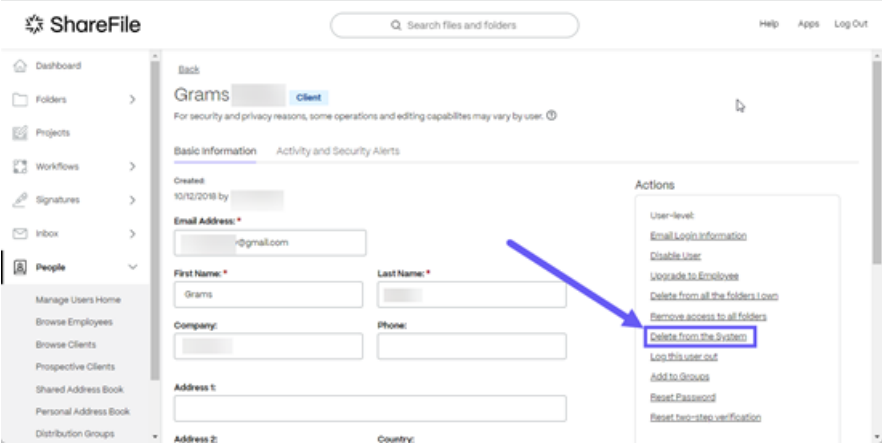 ShareFile
Search files and folders
Help Apps Log Out
Dashboard
Folders
Projects
Workflows
Signatures
Inbox
People
Manage Users Home
Browse Employees
Browse Clients
Prospective Clients
Shared Address Book
Personal Address Book
Distribution Groups
Back
Grams Client
For security and privacy reasons, some operations and editing capabilites may vary by user.
Basic Information Activity and Security Alerts
Created:
10/12/2018 by
Email Address: *
@gmail.com
First Name: * Last Name: *
Grams
Company: Phone:
Address 1:
Address 2: Country:
Actions
User-level:
Email Login Information
Disable User
Upgrade to Employee
Delete from all the folders I own
Remove access to all folders
Delete from the System
Log this user out
Add to Groups
Reset Password
Reset two-step verification